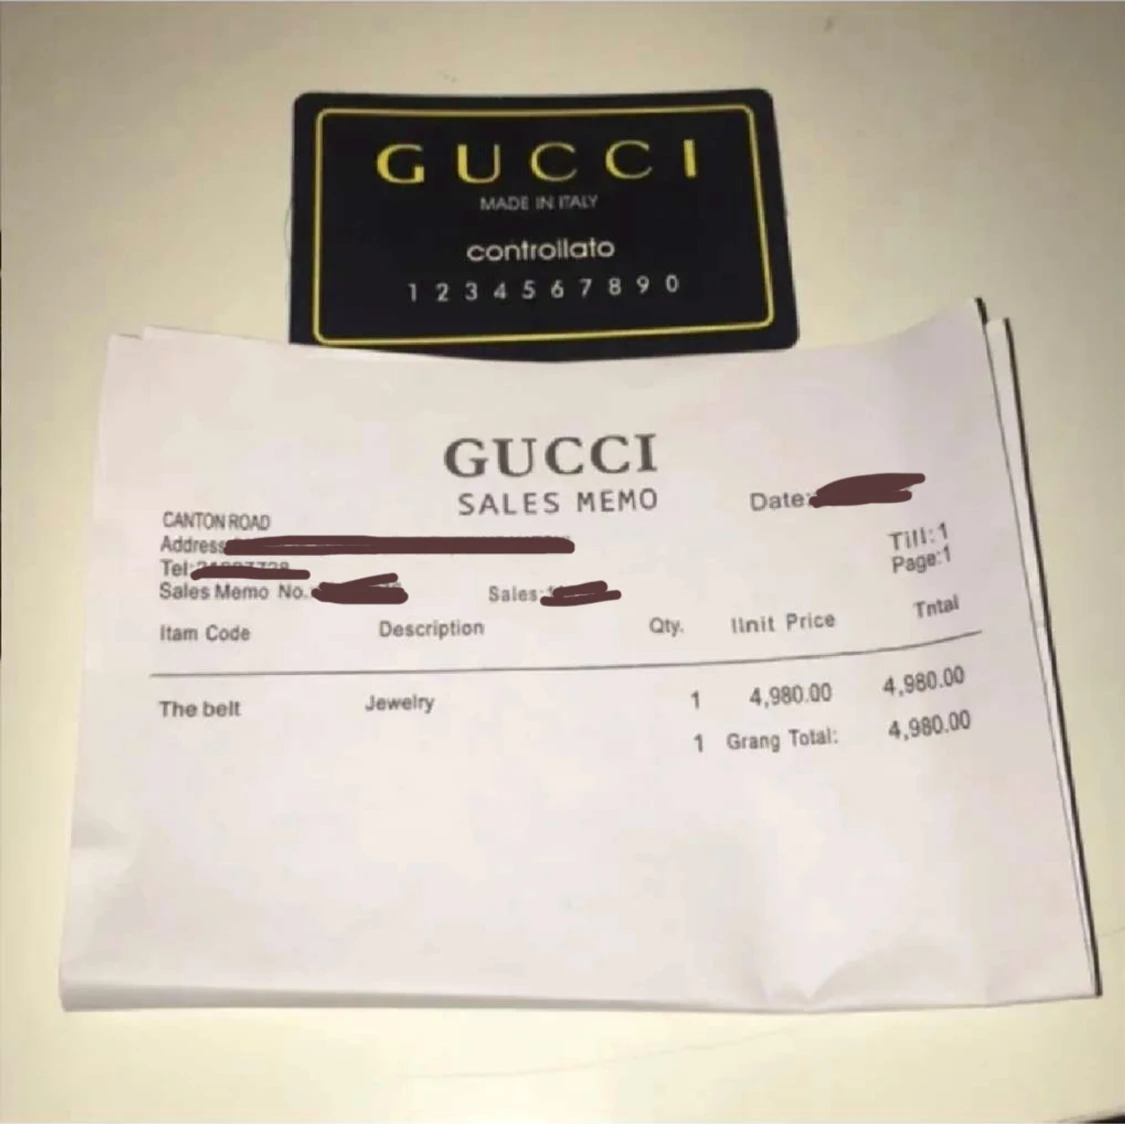 GUCCI
MADE IN ITALY
controllato
1 2 3 4 5 6 7 8 9 0
GUCCI
SALES MEMO
Date:
CANTON ROAD
Address
Till:1
Tel:
Page:1
Sales Memo No.
Sales:
Itam Code Description Qty. IInit Price Tntal
The belt Jewelry 1 4,980.00 4,980.00
1 Grang Total: 4,980.00